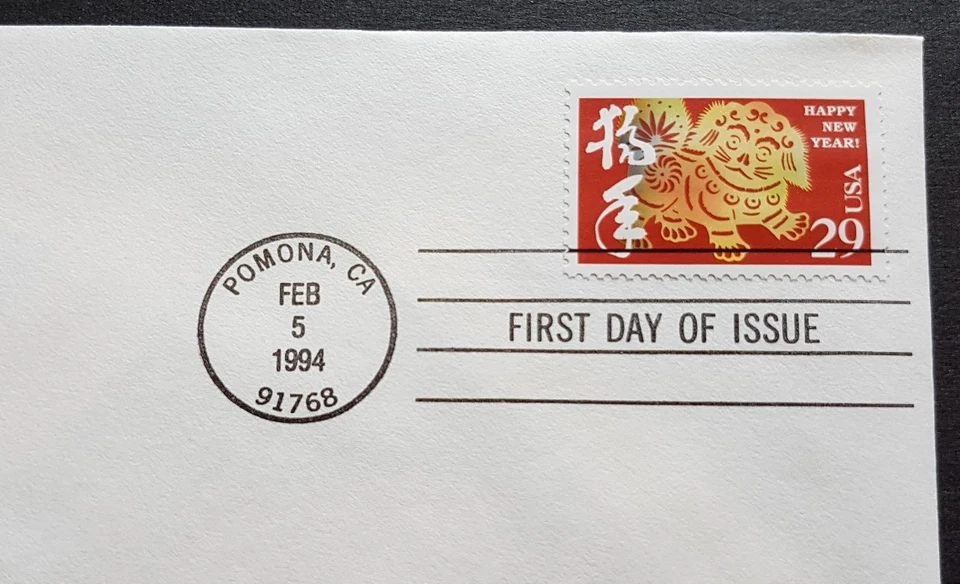 狗年
HAPPY
NEW
YEAR!
USA
29
POMONA, CA
FEB
5
1994
91768
FIRST DAY OF ISSUE